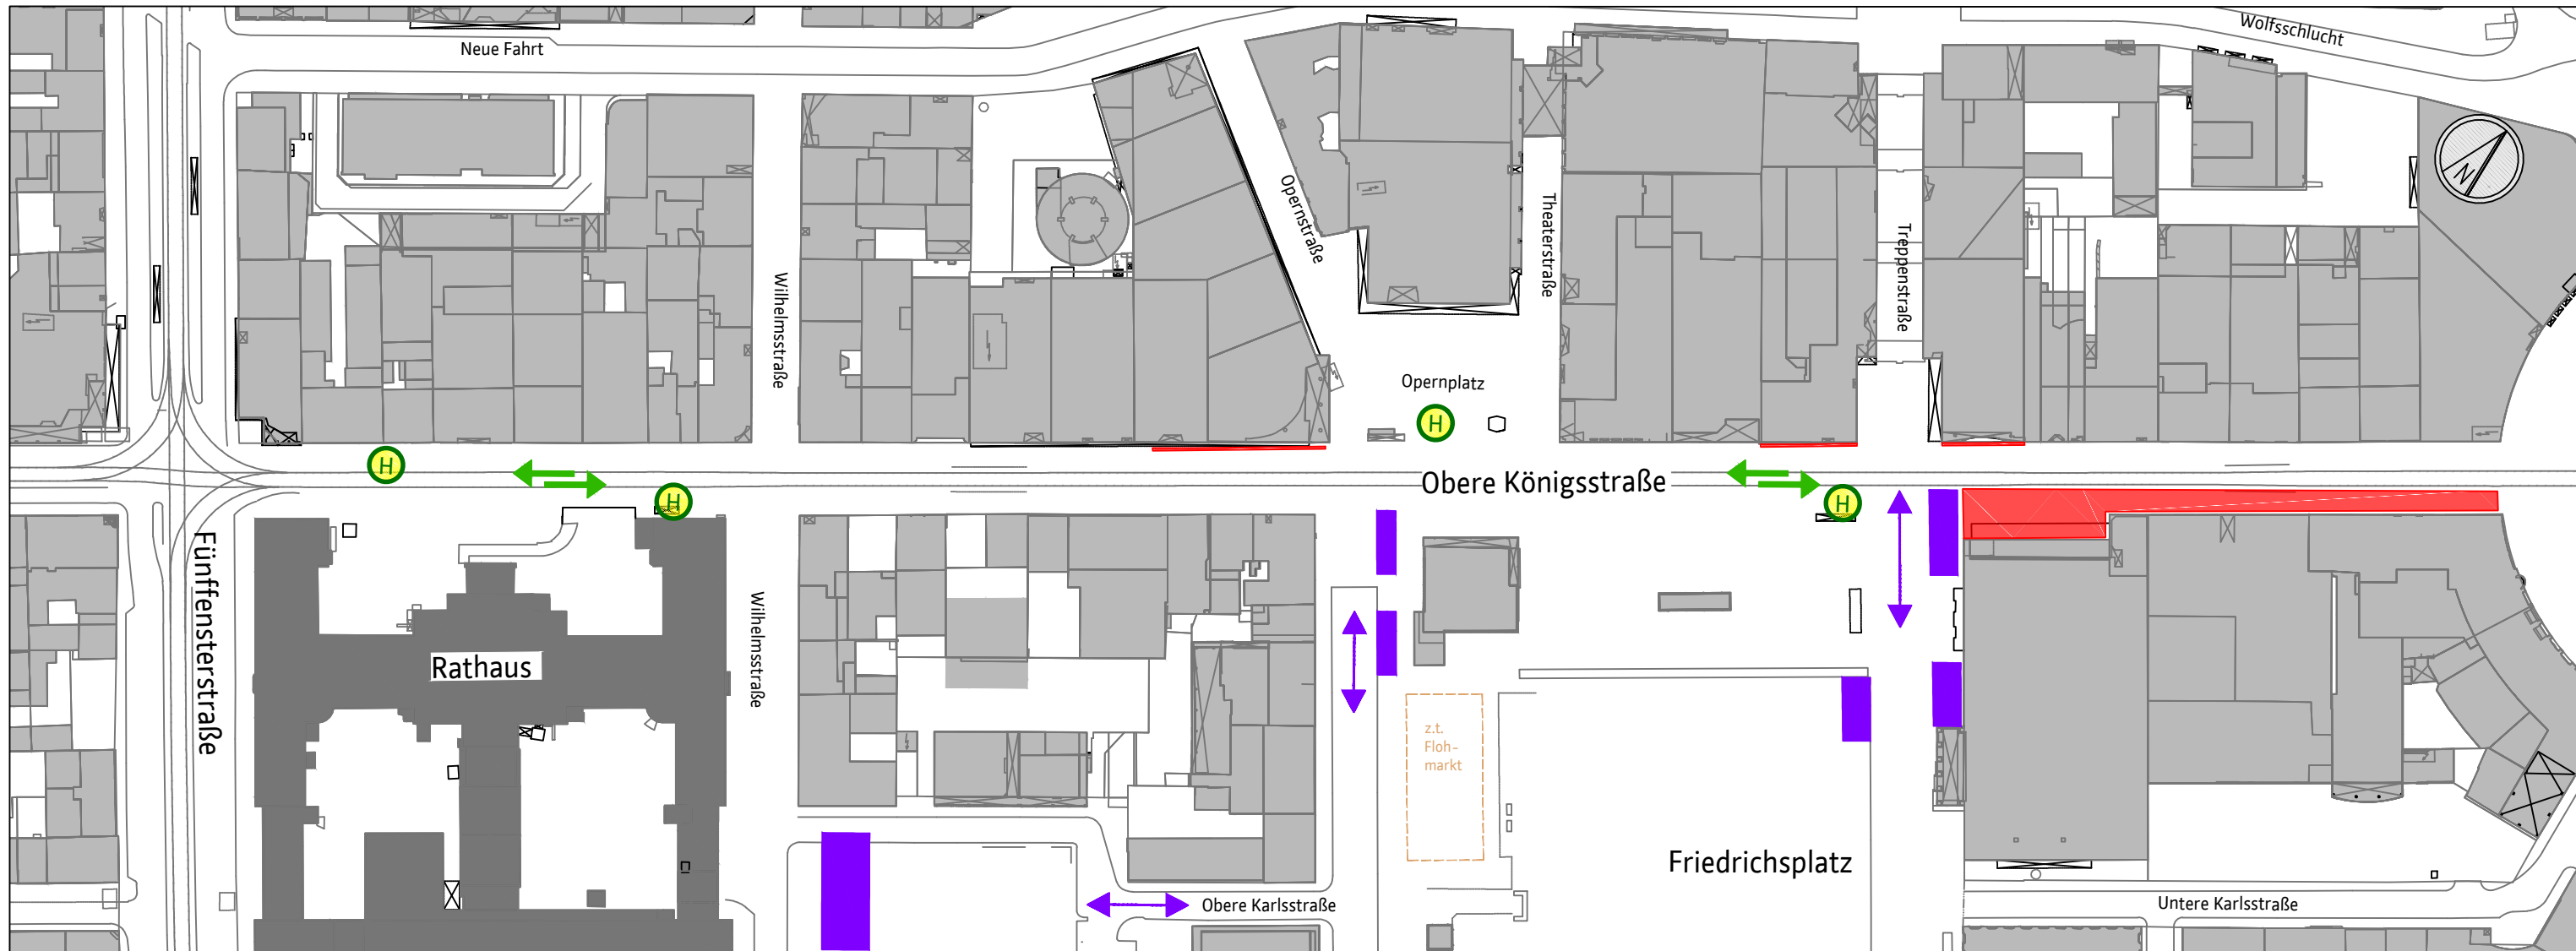 Neue Fahrt
Wolfsschlucht
N
Opernstraße
Theaterstraße
Treppenstraße
Wilhelmsstraße
Opernplatz
H
H
H
H
Obere Königsstraße
Fünffensterstraße
Wilhelmsstraße
Rathaus
z.t.
Floh-
markt
Friedrichsplatz
Obere Karlsstraße
Untere Karlsstraße